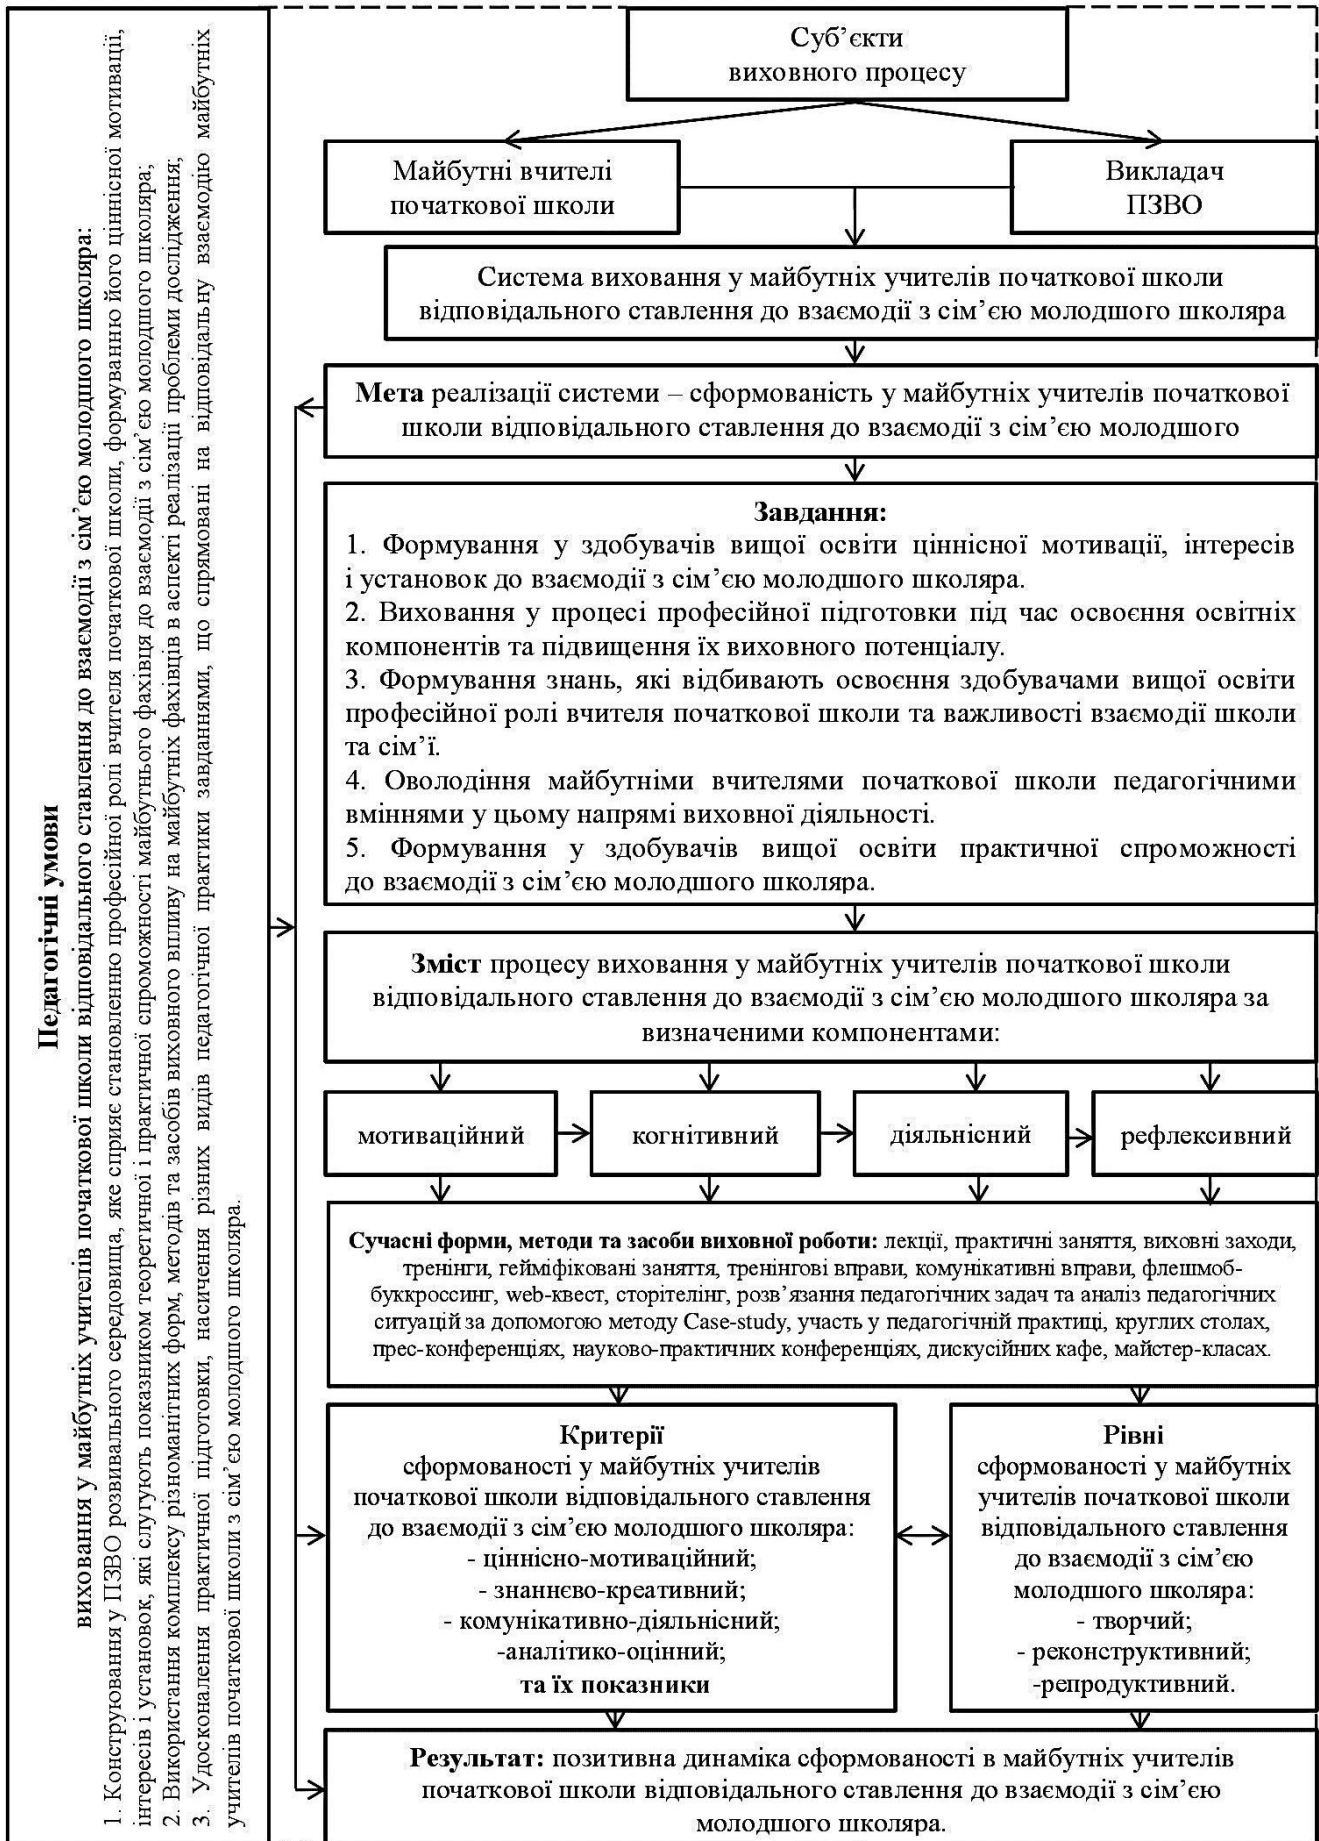 Педагогічні умови
виховання у майбутніх учителів початкової школи відповідального ставлення до взаємодії з сім’єю молодшого школяра:
1. Конструювання у ПЗВО розвивального середовища, яке сприяє становленню професійної ролі вчителя початкової школи, формуванню його ціннісної мотивації,
інтересів і установок, які слугують показником теоретичної і практичної спроможності майбутнього фахівця до взаємодії з сім’єю молодшого школяра;
2. Використання комплексу різноманітних форм, методів та засобів виховного впливу на майбутніх фахівців в аспекті реалізації проблеми дослідження;
3. Удосконалення практичної підготовки, насичення різних видів педагогічної практики завданнями, що спрямовані на відповідальну взаємодію майбутніх
учителів початкової школи з сім’єю молодшого школяра.
Суб’єкти
виховного процесу
Майбутні вчителі
початкової школи
Викладач
ПЗВО
Система виховання у майбутніх учителів початкової школи
відповідального ставлення до взаємодії з сім’єю молодшого школяра
Мета реалізації системи – сформованість у майбутніх учителів початкової
школи відповідального ставлення до взаємодії з сім’єю молодшого
Завдання:
1. Формування у здобувачів вищої освіти ціннісної мотивації, інтересів
і установок до взаємодії з сім’єю молодшого школяра.
2. Виховання у процесі професійної підготовки під час освоєння освітніх
компонентів та підвищення їх виховного потенціалу.
3. Формування знань, які відбивають освоєння здобувачами вищої освіти
професійної ролі вчителя початкової школи та важливості взаємодії школи
та сім’ї.
4. Оволодіння майбутніми вчителями початкової школи педагогічними
вміннями у цьому напрямі виховної діяльності.
5. Формування у здобувачів вищої освіти практичної спроможності
до взаємодії з сім’єю молодшого школяра.
Зміст процесу виховання у майбутніх учителів початкової школи
відповідального ставлення до взаємодії з сім’єю молодшого школяра за
визначеними компонентами:
мотиваційний
когнітивний
діяльнісний
рефлексивний
Сучасні форми, методи та засоби виховної роботи: лекції, практичні заняття, виховні заходи,
тренінги, гейміфіковані заняття, тренінгові вправи, комунікативні вправи, флешмоб-
буккроссинг, web-квест, сторітелінг, розв’язання педагогічних задач та аналіз педагогічних
ситуацій за допомогою методу Case-study, участь у педагогічній практиці, круглих столах,
прес-конференціях, науково-практичних конференціях, дискусійних кафе, майстер-класах.
Критерії
сформованості у майбутніх учителів
початкової школи відповідального ставлення
до взаємодії з сім’єю молодшого школяра:
- ціннісно-мотиваційний;
- знаннєво-креативний;
- комунікативно-діяльнісний;
-аналітико-оцінний;
та їх показники
Рівні
сформованості у майбутніх
учителів початкової школи
відповідального ставлення
до взаємодії з сім’єю
молодшого школяра:
- творчий;
- реконструктивний;
-репродуктивний.
Результат: позитивна динаміка сформованості в майбутніх учителів
початкової школи відповідального ставлення до взаємодії з сім’єю
молодшого школяра.